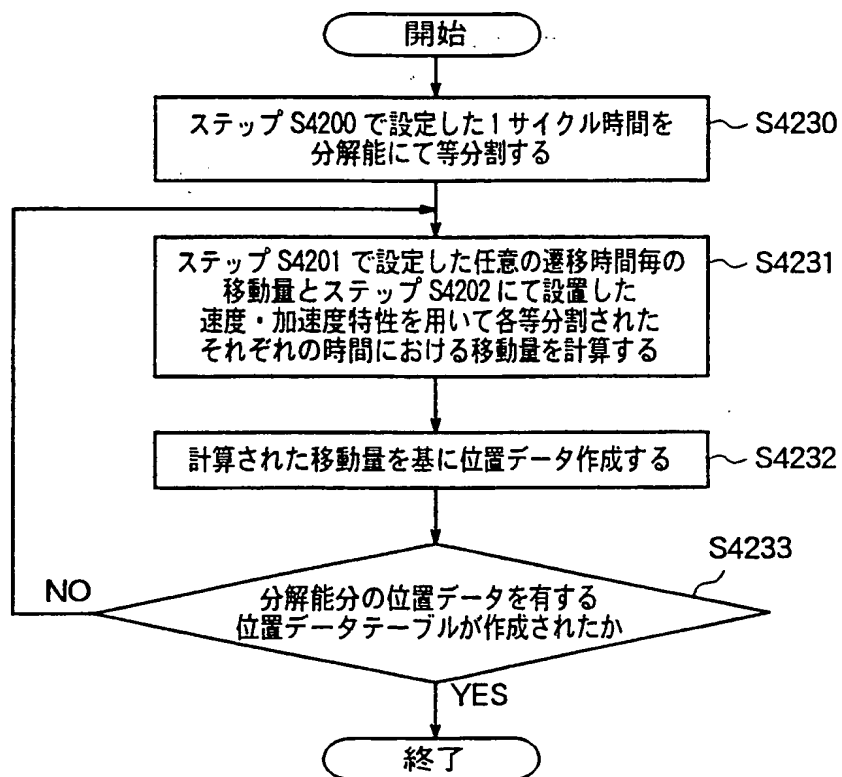 開始
ステップ S4200 で設定した1サイクル時間を
分解能にて等分割する
S4230
ステップ S4201 で設定した任意の遷移時間毎の
移動量とステップ S4202 にて設置した
速度・加速度特性を用いて各等分割された
それぞれの時間における移動量を計算する
S4231
計算された移動量を基に位置データ作成する
S4232
S4233
分解能分の位置データを有する
位置データテーブルが作成されたか
NO
YES
終了